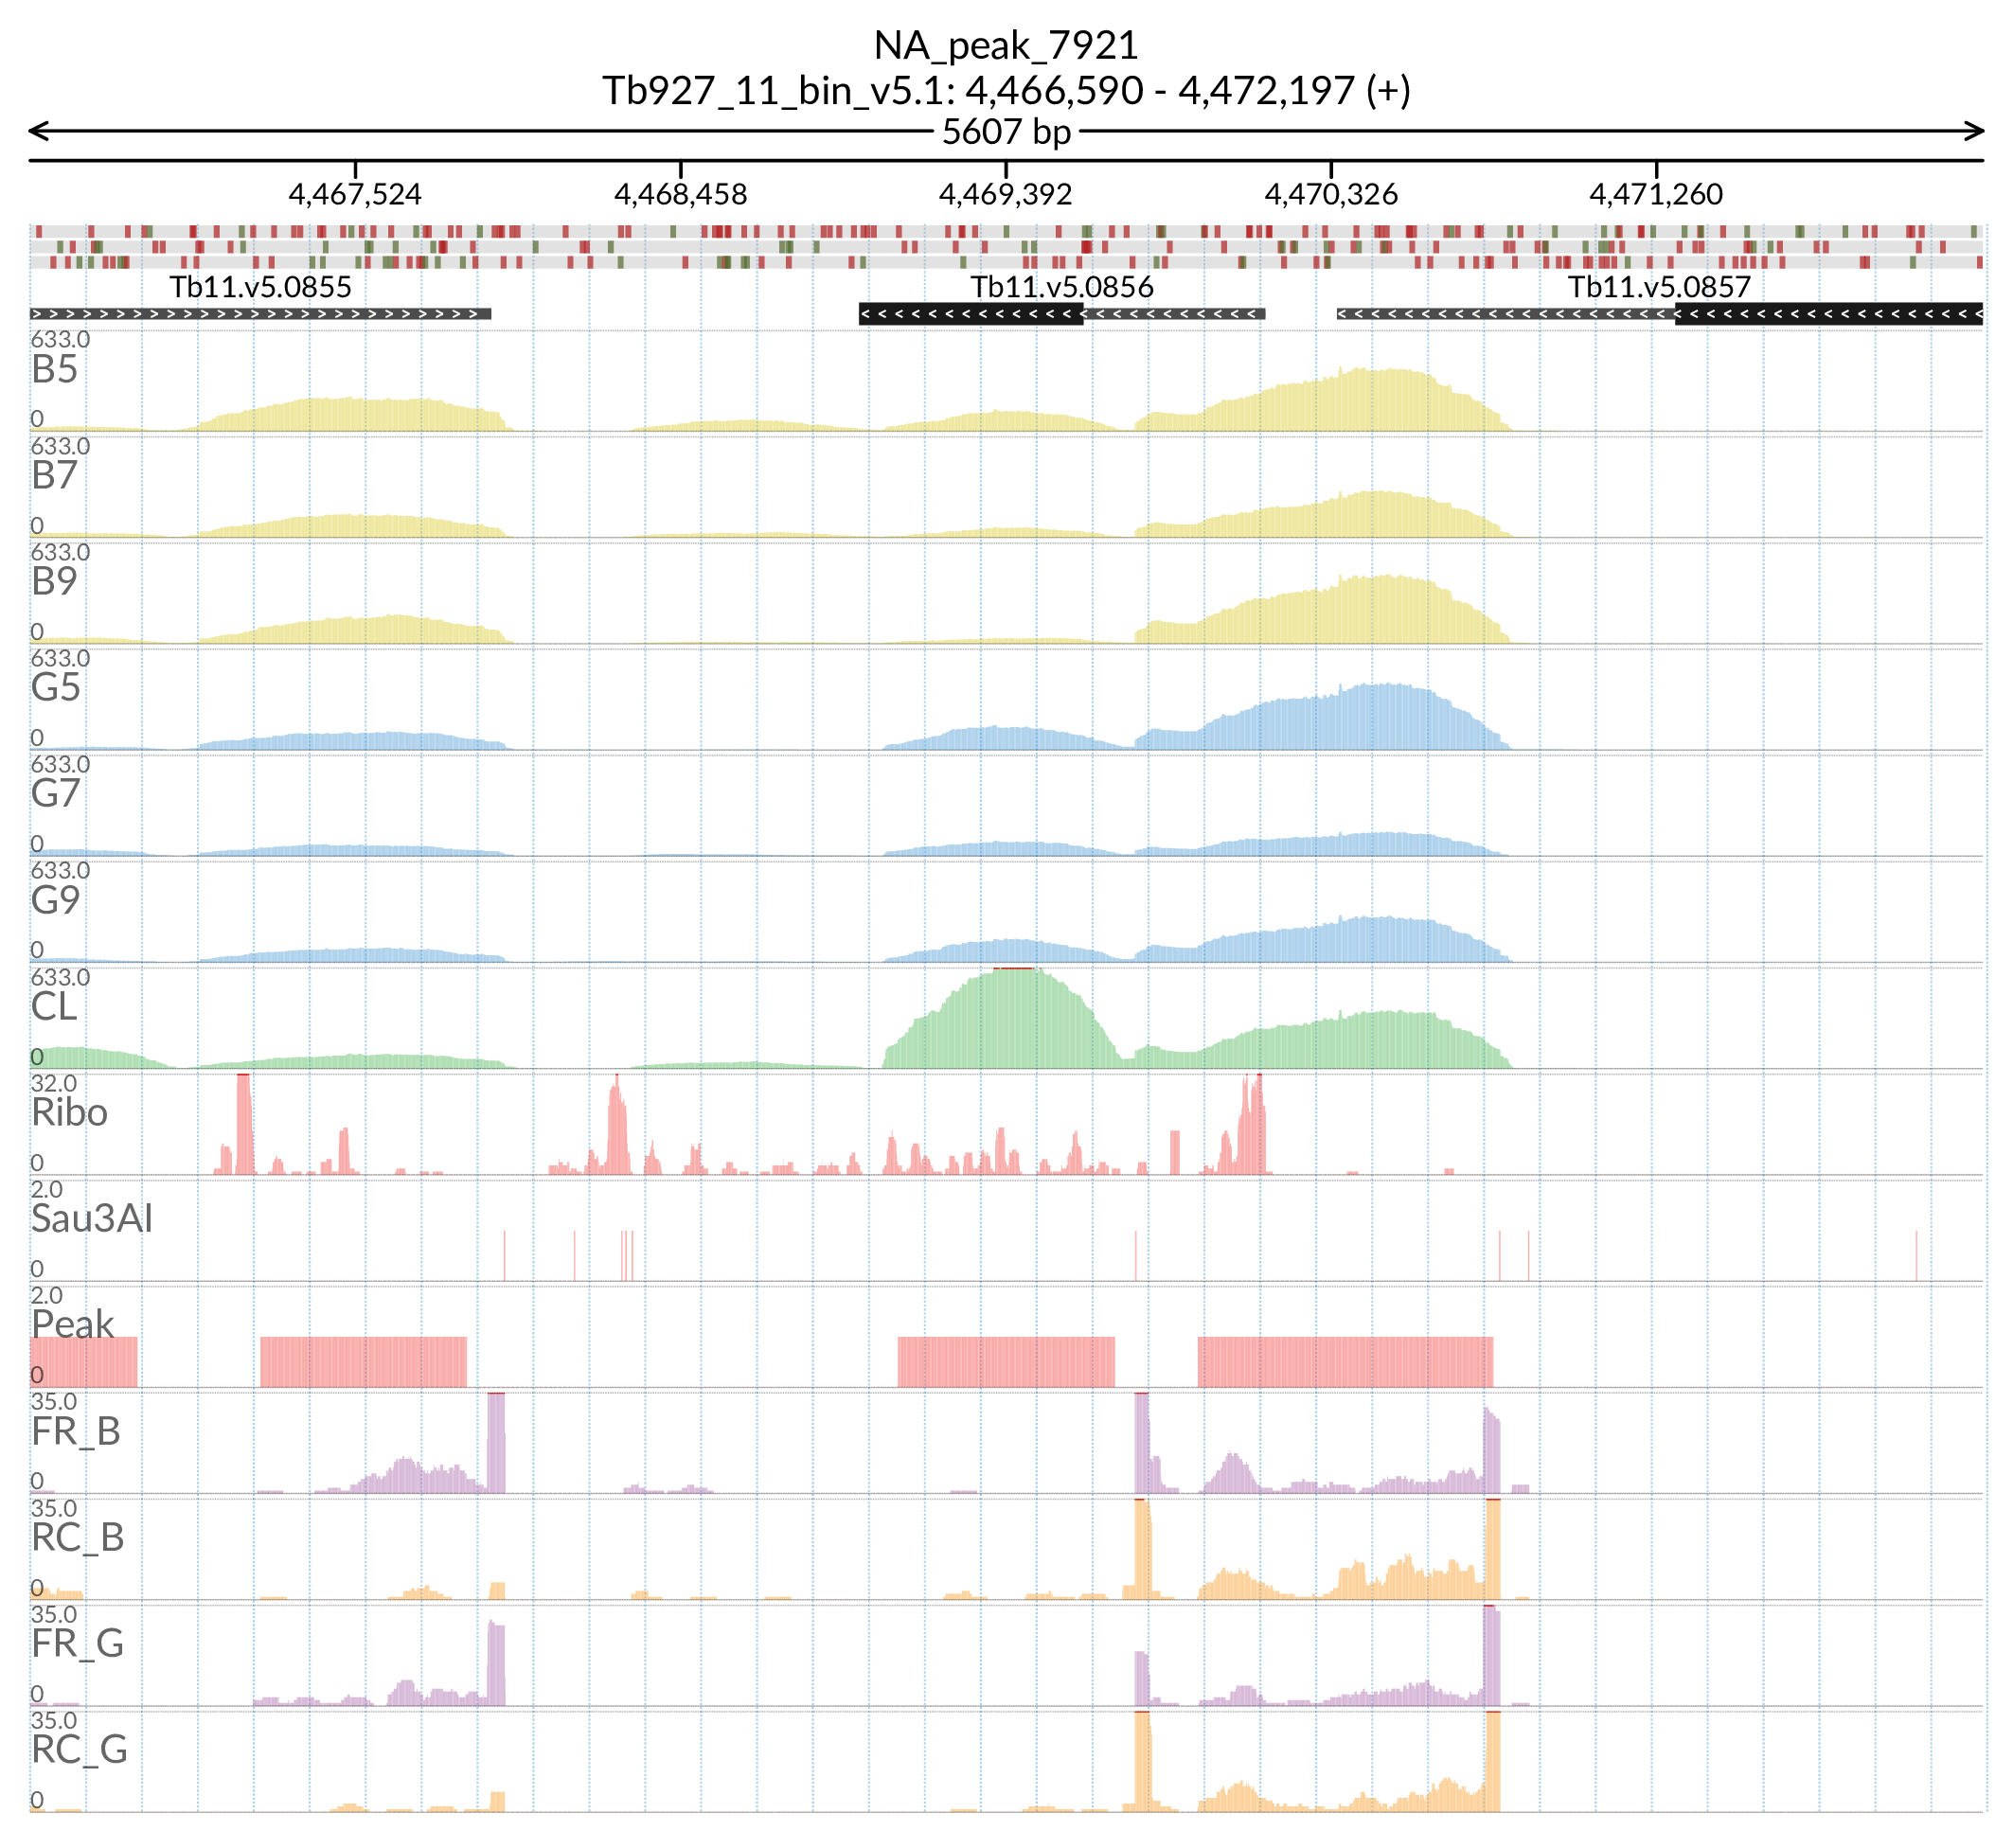 NA_peak_7921
Tb927_11_bin_v5.1: 4,466,590 - 4,472,197 (+)
5607 bp
4,467,524 4,468,458 4,469,392 4,470,326 4,471,260
Tb11.v5.0855 Tb11.v5.0856 Tb11.v5.0857
633.0
B5
0
633.0
B7
0
633.0
B9
0
633.0
G5
0
633.0
G7
0
633.0
G9
0
633.0
CL
0
32.0
Ribo
0
2.0
Sau3AI
0
2.0
Peak
0
35.0
FR_B
0
35.0
RC_B
0
35.0
FR_G
0
35.0
RC_G
0